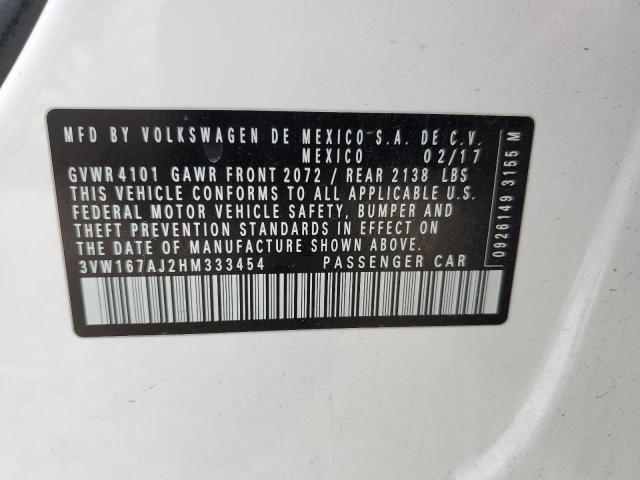 MFD BY VOLKSWAGEN DE MEXICO S.A. DE C.V.
MEXICO 02/17
GVWR 4101 GAWR FRONT 2072 / REAR 2138 LBS
THIS VEHICLE CONFORMS TO ALL APPLICABLE U.S.
FEDERAL MOTOR VEHICLE SAFETY, BUMPER AND
THEFT PREVENTION STANDARDS IN EFFECT ON
THE DATE OF MANUFACTURE SHOWN ABOVE.
3VW167AJ2HM333454 PASSENGER CAR
0926149 3155 M